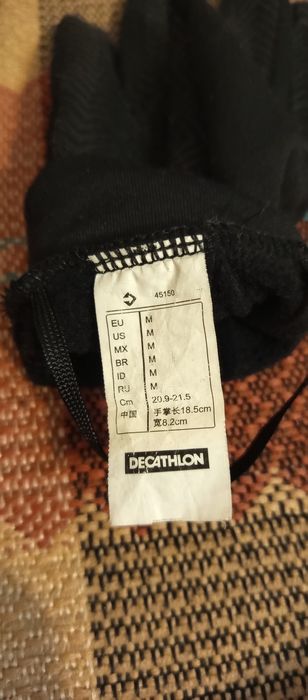 45150
EU M
US M
MX M
BR M
ID M
RU M
Cm 20.9-21.5
中国 手掌长18.5cm
宽8.2cm
DECATHLON